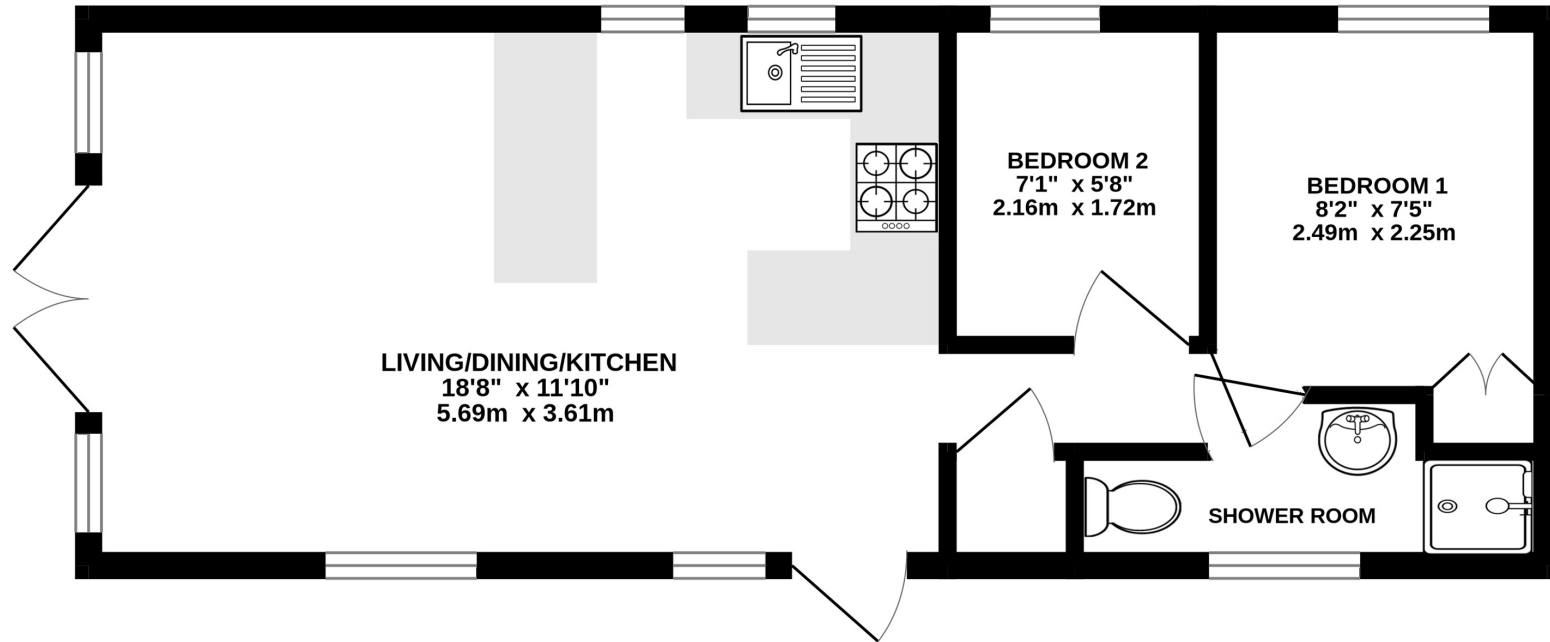 LIVING/DINING/KITCHEN
18'8" x 11'10"
5.69m x 3.61m
BEDROOM 2
7'1" x 5'8"
2.16m x 1.72m
BEDROOM 1
8'2" x 7'5"
2.49m x 2.25m
SHOWER ROOM